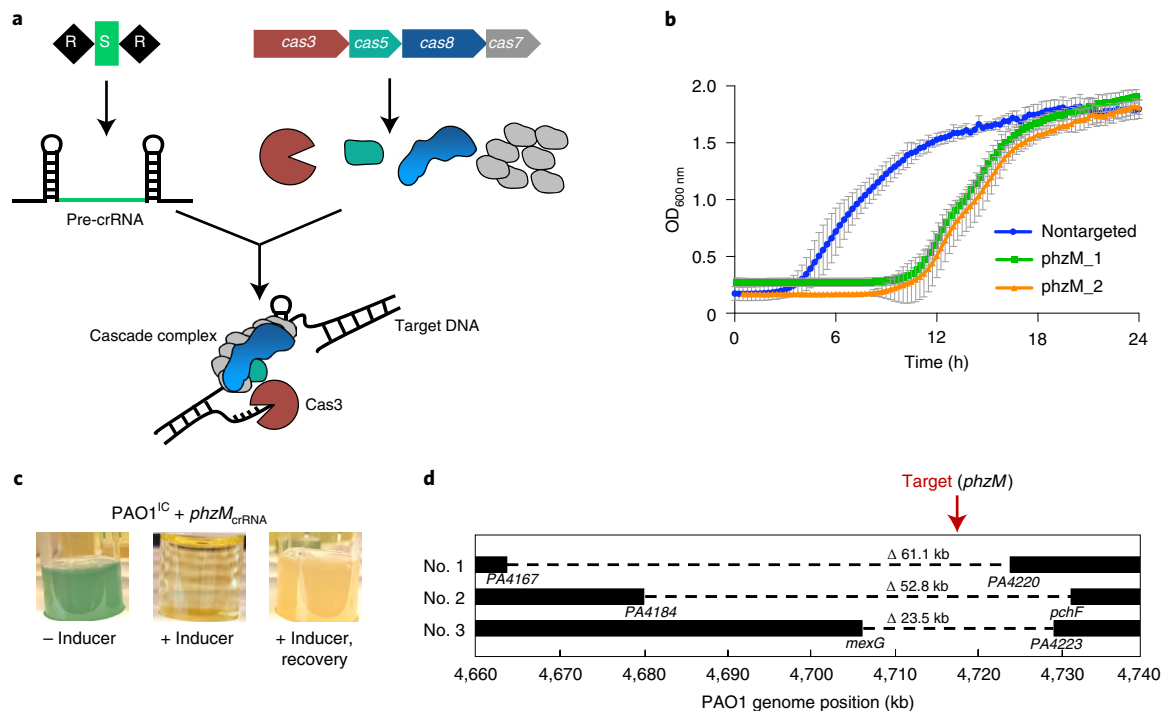 a
R S R
cas3 cas5 cas8 cas7
Pre-crRNA
Cascade complex
Target DNA
Cas3
b
2.0
1.5
1.0
0.5
0
OD600 nm
Nontargeted
phzM_1
phzM_2
0 6 12 18 24
Time (h)
c
PAO1IC + phzMcrRNA
– Inducer
+ Inducer
+ Inducer,
recovery
d
Target (phzM)
No. 1
Δ 61.1 kb
PA4167
PA4220
No. 2
Δ 52.8 kb
PA4184
pchF
No. 3
Δ 23.5 kb
mexG
PA4223
4,660 4,670 4,680 4,690 4,700 4,710 4,720 4,730 4,740
PAO1 genome position (kb)